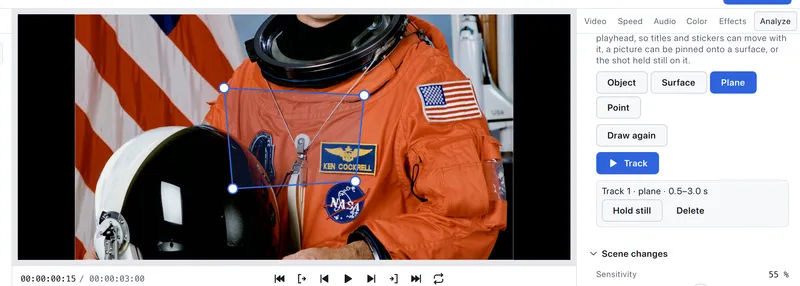 Video Speed Audio Color Effects Analyze
playhead, so titles and stickers can move with
it, a picture can be pinned onto a surface, or
the shot held still on it.
Object Surface Plane
Point
Draw again
Track
Track 1 · plane · 0.5–3.0 s
Hold still Delete
Scene changes
Sensitivity 55 %
KEN COCKRELL
NASA
00:00:00:15 / 00:00:03:00